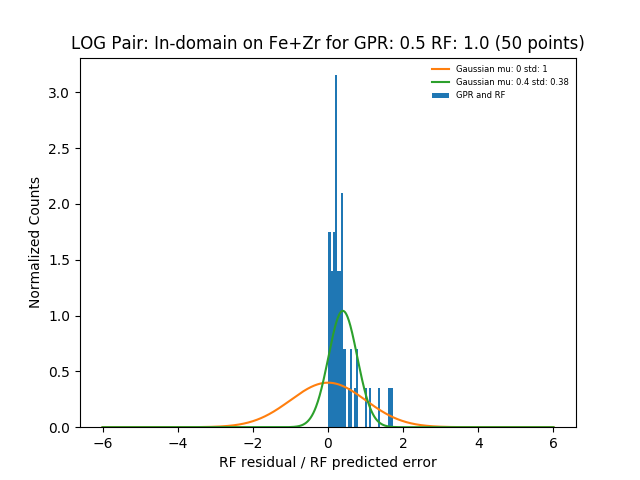 LOG Pair: In-domain on Fe+Zr for GPR: 0.5 RF: 1.0 (50 points)
Gaussian mu: 0 std: 1
Gaussian mu: 0.4 std: 0.38
GPR and RF
Normalized Counts
3.0
2.5
2.0
1.5
1.0
0.5
0.0
−6
−4
−2
0
2
4
6
RF residual / RF predicted error